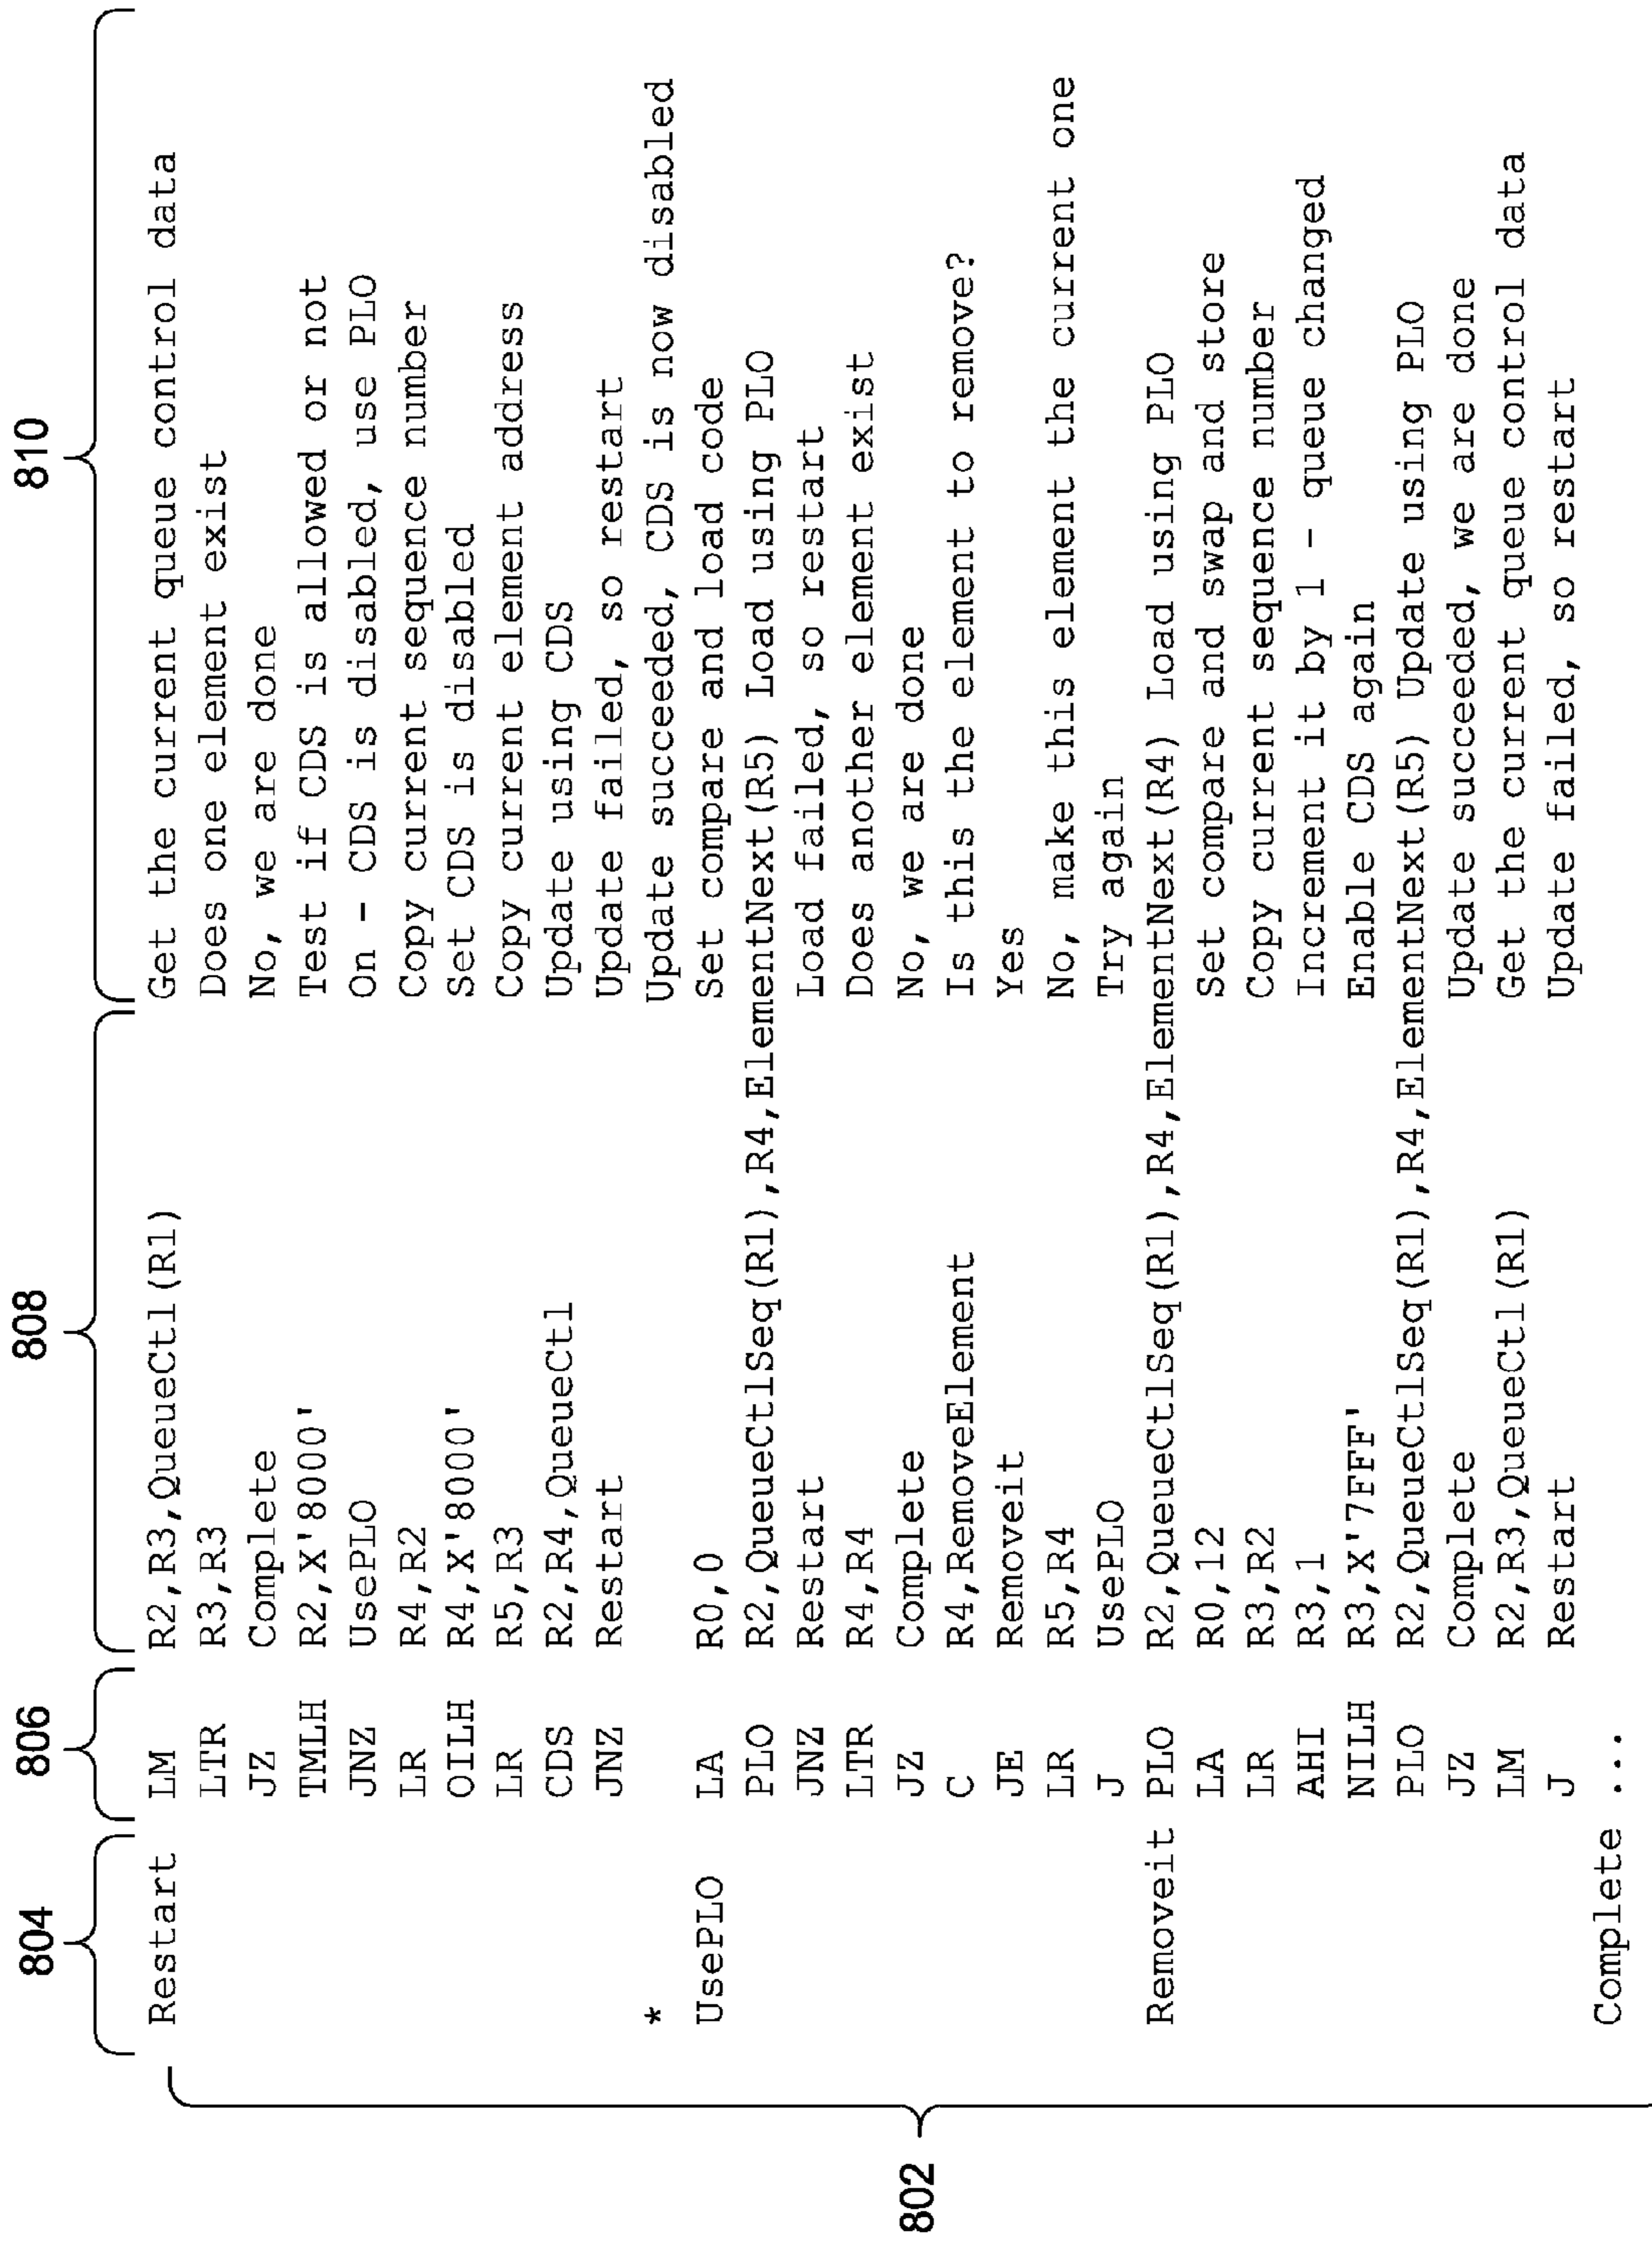 804 806 808 810
802
Restart LM R2,R3,QueueCtl(R1) Get the current queue control data
LTR R3,R3 Does one element exist
JZ Complete No, we are done
TMLH R2,X'8000' Test if CDS is allowed or not
JNZ UsePLO On - CDS is disabled, use PLO
LR R4,R2 Copy current sequence number
OILH R4,X'8000' Set CDS is disabled
LR R5,R3 Copy current element address
CDS R2,R4,QueueCtl Update using CDS
JNZ Restart Update failed, so restart
* Update succeeded, CDS is now disabled
UsePLO LA R0,0 Set compare and load code
PLO R2,QueueCtlSeq(R1),R4,ElementNext(R5) Load using PLO
JNZ Restart Load failed, so restart
LTR R4,R4 Does another element exist
JZ Complete No, we are done
C R4,RemoveElement Is this the element to remove?
JE Removeit Yes
LR R5,R4 No, make this element the current one
J UsePLO Try again
Removeit PLO R2,QueueCtlSeq(R1),R4,ElementNext(R4) Load using PLO
LA R0,12 Set compare and swap and store
LR R3,R2 Copy current sequence number
AHI R3,1 Increment it by 1 - queue changed
NILH R3,X'7FFF' Enable CDS again
PLO R2,QueueCtlSeq(R1),R4,ElementNext(R5) Update using PLO
JZ Complete Update succeeded, we are done
LM R2,R3,QueueCtl(R1) Get the current queue control data
J Restart Update failed, so restart
Complete ...